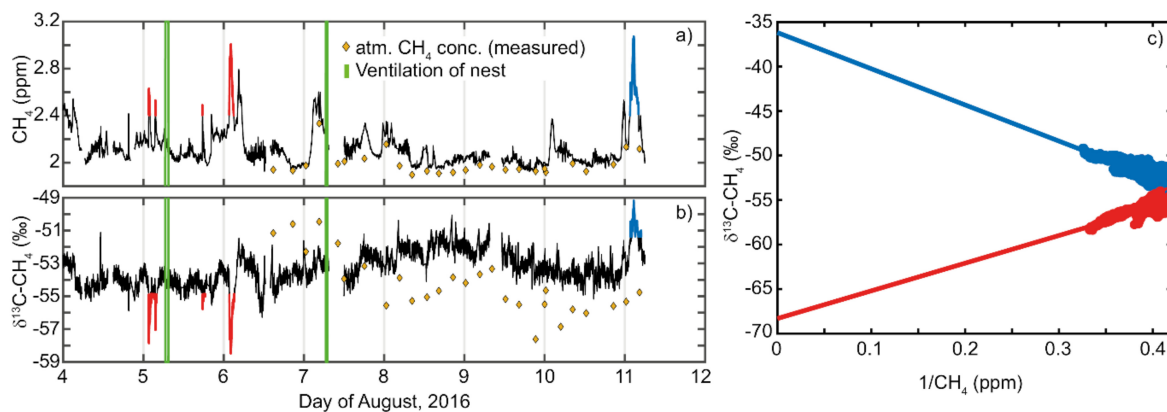 a)
CH₄ (ppm)
3.2
2.8
2.4
2
atm. CH₄ conc. (measured)
Ventilation of nest
b)
δ¹³C-CH₄ (‰)
-49
-51
-53
-55
-57
-59
4 5 6 7 8 9 10 11 12
Day of August, 2016
c)
δ¹³C-CH₄ (‰)
-35
-40
-45
-50
-55
-60
-65
-70
0 0.1 0.2 0.3 0.4
1/CH₄ (ppm)